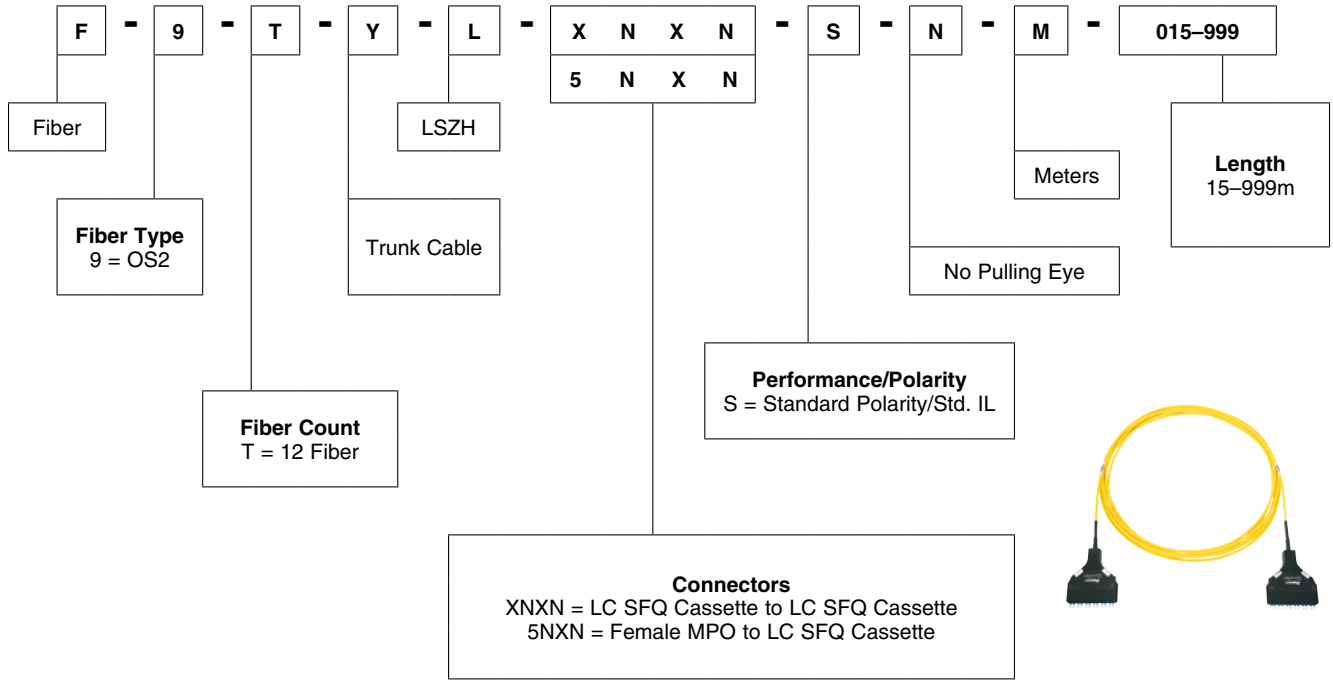 F - 9 - T - Y - L - X N X N - S - N - M - 015–999
5 N X N
Fiber
LSZH
Meters
Length
15–999m
Fiber Type
9 = OS2
Trunk Cable
No Pulling Eye
Performance/Polarity
S = Standard Polarity/Std. IL
Fiber Count
T = 12 Fiber
Connectors
XNXN = LC SFQ Cassette to LC SFQ Cassette
5NXN = Female MPO to LC SFQ Cassette